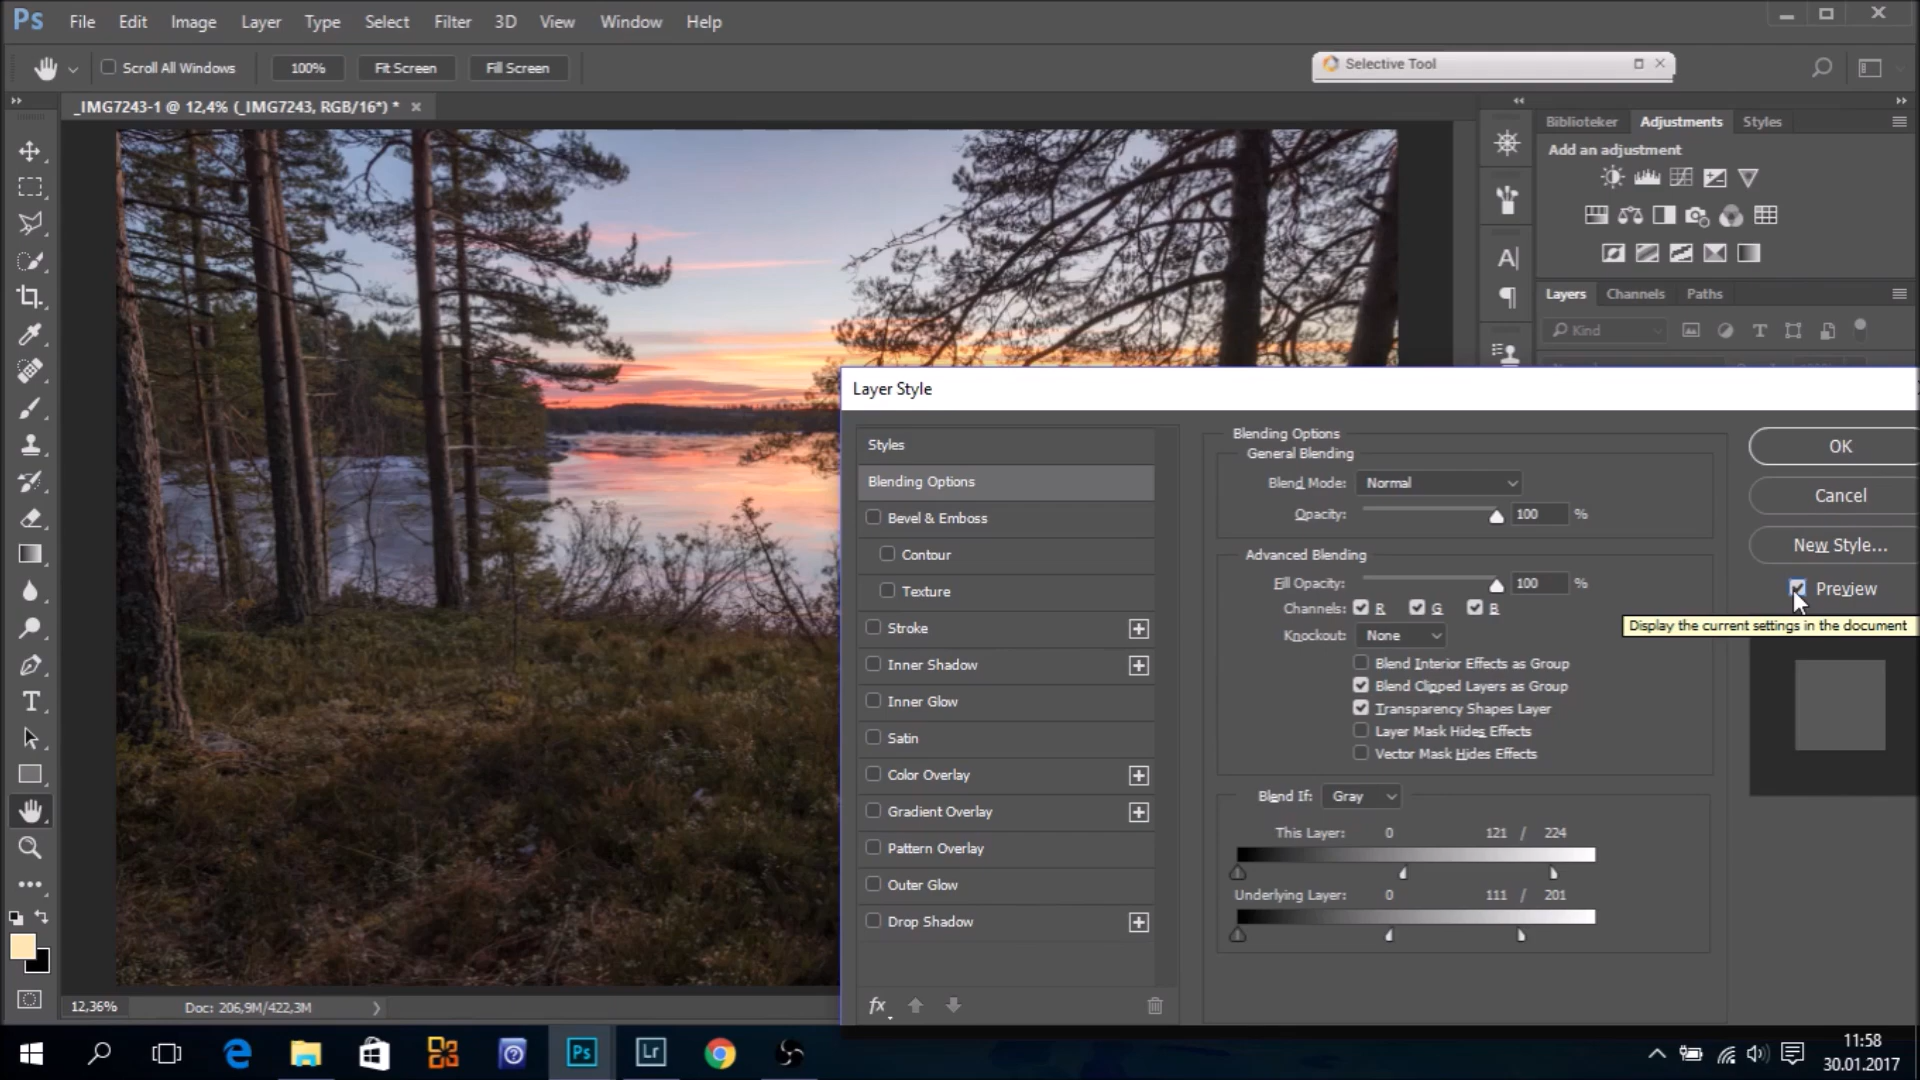 Ps File Edit Image Layer Type Select Filter 3D View Window Help
Scroll All Windows 100% Fit Screen Fill Screen
Selective Tool
_IMG7243-1 @ 12,4% (_IMG7243, RGB/16*) *
Biblioteker Adjustments Styles
Add an adjustment
Layers Channels Paths
Kind
Layer Style
Styles
Blending Options
Bevel & Emboss
Contour
Texture
Stroke
Inner Shadow
Inner Glow
Satin
Color Overlay
Gradient Overlay
Pattern Overlay
Outer Glow
Drop Shadow
fx
Blending Options
General Blending
Blend Mode: Normal
Opacity: 100 %
Advanced Blending
Fill Opacity: 100 %
Channels: R G B
Knockout: None
Blend Interior Effects as Group
Blend Clipped Layers as Group
Transparency Shapes Layer
Layer Mask Hides Effects
Vector Mask Hides Effects
Blend If: Gray
This Layer: 0 121 / 224
Underlying Layer: 0 111 / 201
OK
Cancel
New Style...
Preview
Display the current settings in the document
12,36% Doc: 206,9M/422,3M
Ps Lr
11:58
30.01.2017